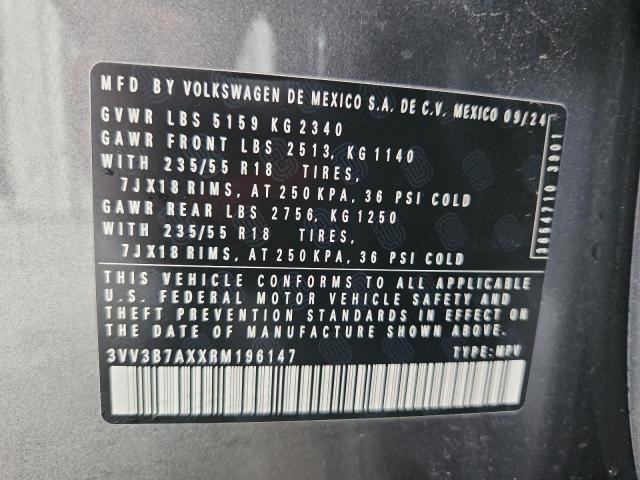 MFD BY VOLKSWAGEN DE MEXICO S.A. DE C.V. MEXICO 09/24
GVWR LBS 5159 KG 2340
GAWR FRONT LBS 2513, KG 1140
WITH 235/55 R18 TIRES,
7JX18 RIMS, AT 250 KPA, 36 PSI COLD
GAWR REAR LBS 2756, KG 1250
WITH 235/55 R18 TIRES,
7JX18 RIMS, AT 250 KPA, 36 PSI COLD
THIS VEHICLE CONFORMS TO ALL APPLICABLE
U.S. FEDERAL MOTOR VEHICLE SAFETY AND
THEFT PREVENTION STANDARDS IN EFFECT ON
THE DATE OF MANUFACTURE SHOWN ABOVE.
3VV3B7AXXRM196147 TYPE: MPV